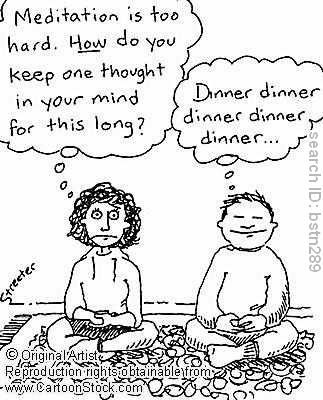 Meditation is too
hard. How do you
keep one thought
in your mind
for this long?
Dinner dinner
dinner dinner
dinner...
Streeter
search ID: bstn289
© Original Artist
Reproduction rights obtainable from
www.CartoonStock.com